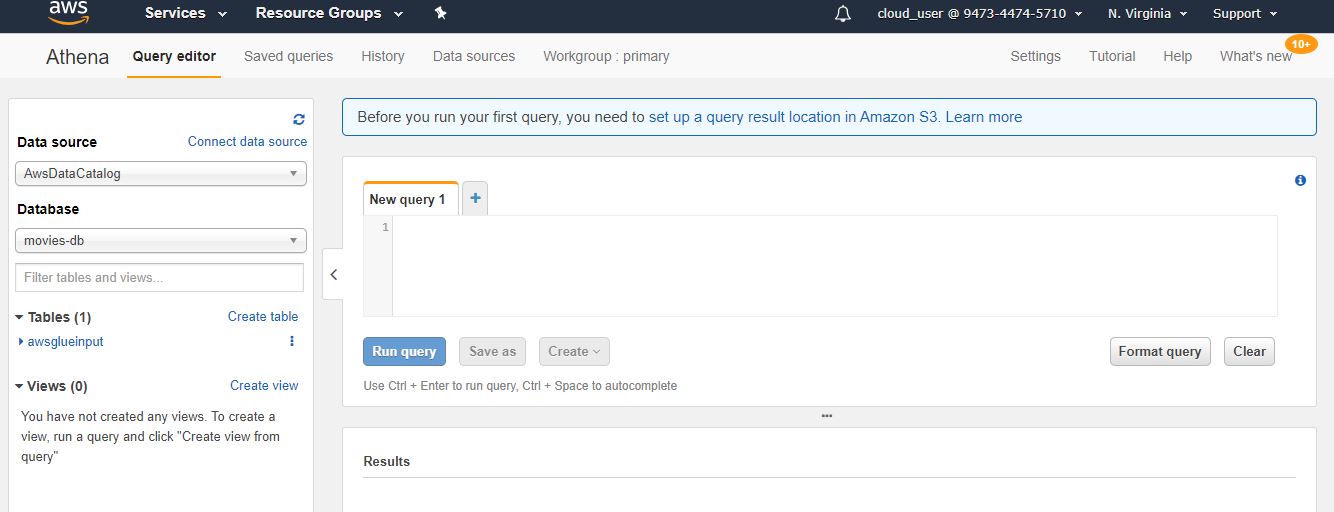 aws
Services
Resource Groups
cloud_user @ 9473-4474-5710
N. Virginia
Support
Athena
Query editor
Saved queries
History
Data sources
Workgroup : primary
Settings
Tutorial
Help
What's new
10+
Data source
Connect data source
AwsDataCatalog
Database
movies-db
Filter tables and views...
Tables (1)
Create table
awsglueinput
Views (0)
Create view
You have not created any views. To create a
view, run a query and click "Create view from
query"
Before you run your first query, you need to set up a query result location in Amazon S3. Learn more
New query 1
+
1
Run query
Save as
Create
Format query
Clear
Use Ctrl + Enter to run query, Ctrl + Space to autocomplete
Results